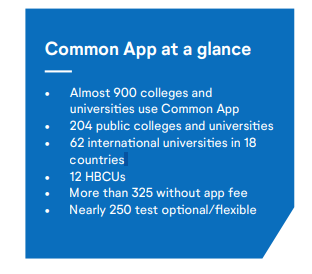 Common App at a glance
• Almost 900 colleges and
universities use Common App
• 204 public colleges and universities
• 62 international universities in 18
countries
• 12 HBCUs
• More than 325 without app fee
• Nearly 250 test optional/flexible